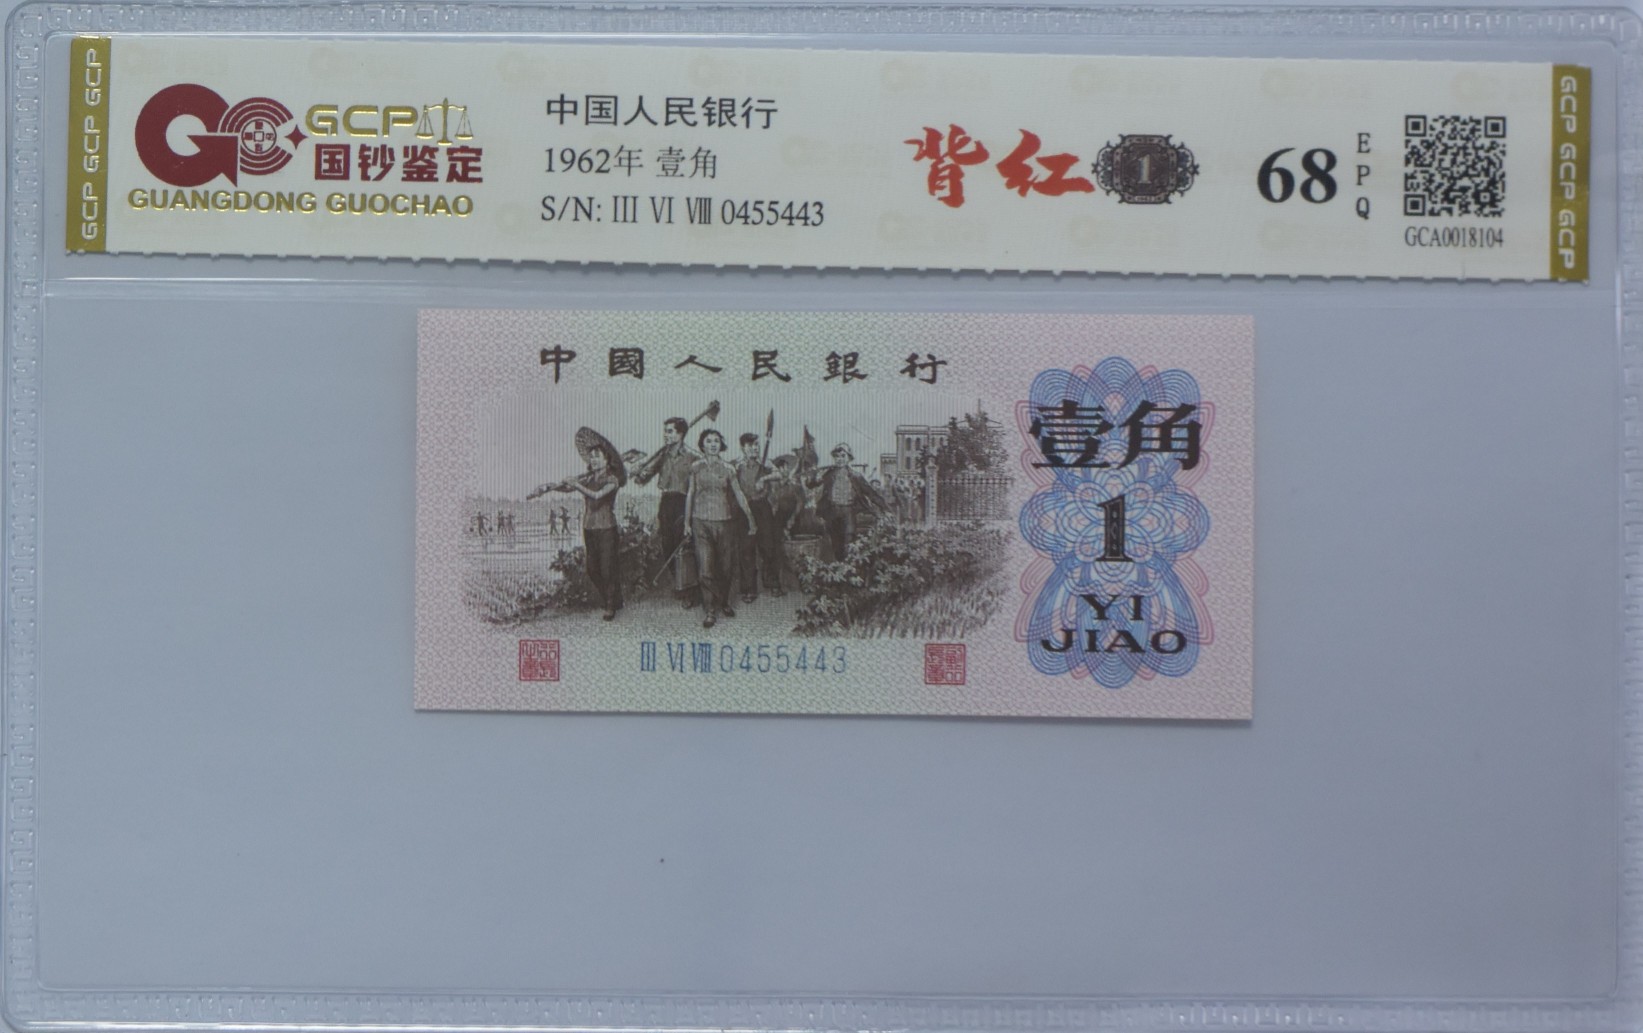 GCP GCP GCP
GCP
国钞鉴定
GUANGDONG GUOCHAO
中国人民银行
1962年 壹角
S/N: III VI VIII 0455443
背红
1
68
EPQ
GCA0018104
GCP GCP GCP
中國人民銀行
壹角
1
YI
JIAO
III VI VIII 0455443